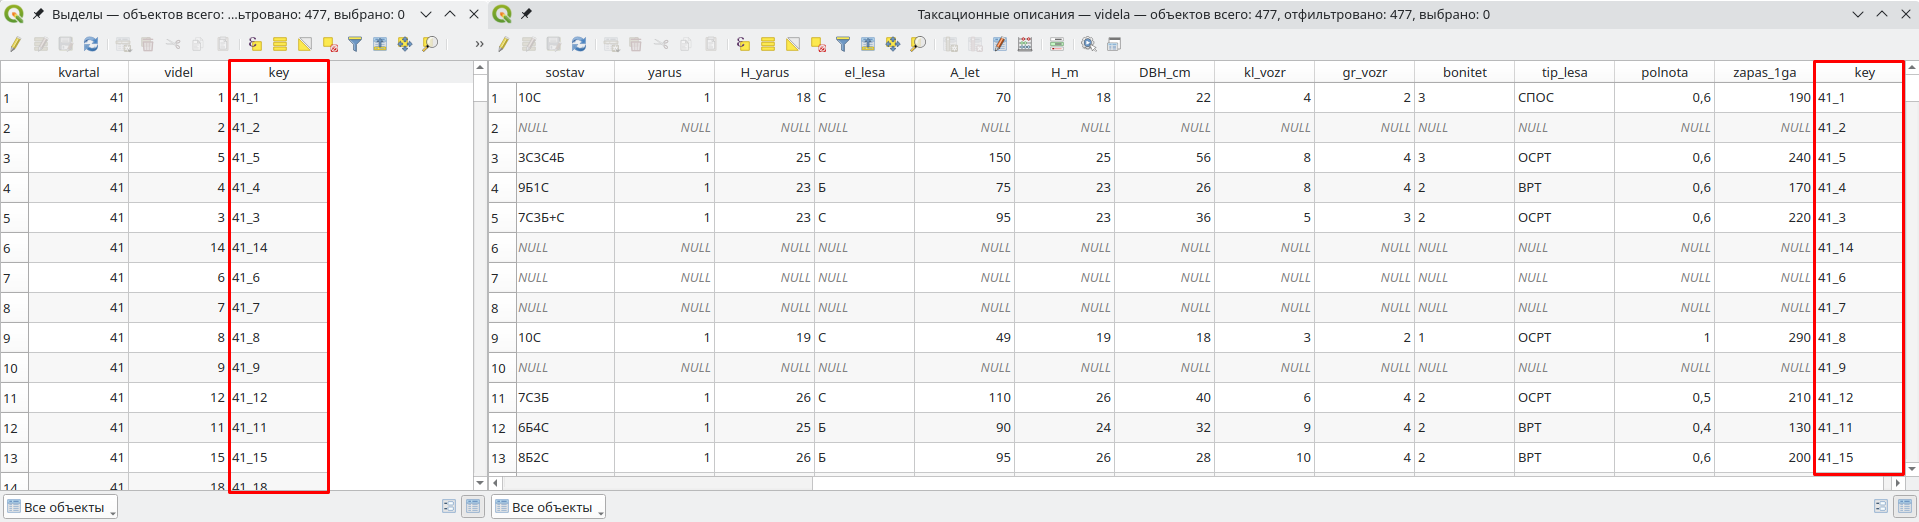 Выделы — объектов всего: ...ьтровано: 477, выбрано: 0
Таксационные описания — videla — объектов всего: 477, отфильтровано: 477, выбрано: 0
»
kvartal videl key
1 41 1 41_1
2 41 2 41_2
3 41 5 41_5
4 41 4 41_4
5 41 3 41_3
6 41 14 41_14
7 41 6 41_6
8 41 7 41_7
9 41 8 41_8
10 41 9 41_9
11 41 12 41_12
12 41 11 41_11
13 41 15 41_15
14 41 18 41_18
Все объекты
sostav yarus H_yarus el_lesa A_let H_m DBH_cm kl_vozr gr_vozr bonitet tip_lesa polnota zapas_1ga key
1 10С 1 18 С 70 18 22 4 2 3 СПОС 0,6 190 41_1
2 NULL NULL NULL NULL NULL NULL NULL NULL NULL NULL NULL NULL NULL 41_2
3 3С3С4Б 1 25 С 150 25 56 8 4 3 ОСРТ 0,6 240 41_5
4 9Б1С 1 23 Б 75 23 26 8 4 2 ВРТ 0,6 170 41_4
5 7С3Б+С 1 23 С 95 23 36 5 3 2 ОСРТ 0,6 220 41_3
6 NULL NULL NULL NULL NULL NULL NULL NULL NULL NULL NULL NULL NULL 41_14
7 NULL NULL NULL NULL NULL NULL NULL NULL NULL NULL NULL NULL NULL 41_6
8 NULL NULL NULL NULL NULL NULL NULL NULL NULL NULL NULL NULL NULL 41_7
9 10С 1 19 С 49 19 18 3 2 1 ОСРТ 1 290 41_8
10 NULL NULL NULL NULL NULL NULL NULL NULL NULL NULL NULL NULL NULL 41_9
11 7С3Б 1 26 С 110 26 40 6 4 2 ОСРТ 0,5 210 41_12
12 6Б4С 1 25 Б 90 24 32 9 4 2 ВРТ 0,4 130 41_11
13 8Б2С 1 26 Б 95 26 28 10 4 2 ВРТ 0,6 200 41_15
Все объекты